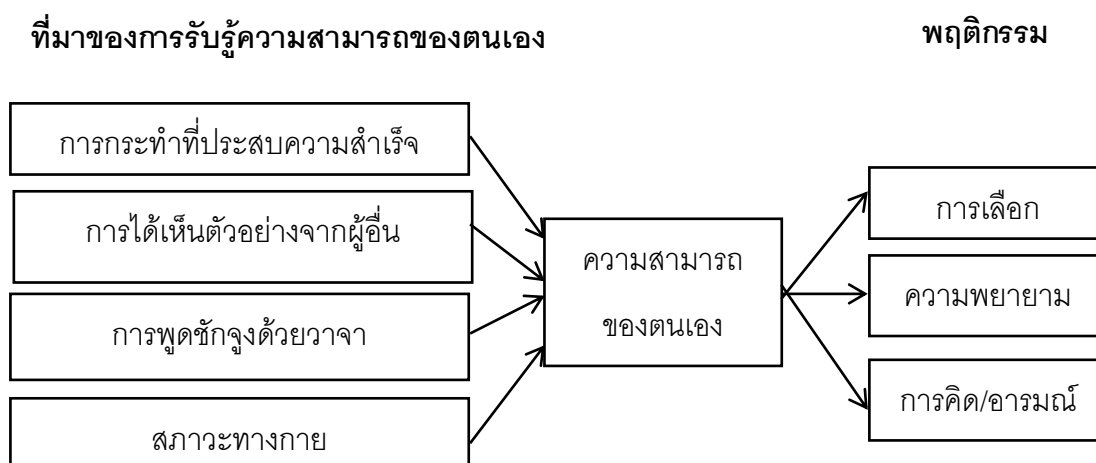 ที่มาของการรับรู้ความสามารถของตนเอง
พฤติกรรม
การกระทำที่ประสบความสำเร็จ
การได้เห็นตัวอย่างจากผู้อื่น
การพูดชักจูงด้วยวาจา
สภาวะทางกาย
ความสามารถ
ของตนเอง
การเลือก
ความพยายาม
การคิด/อารมณ์